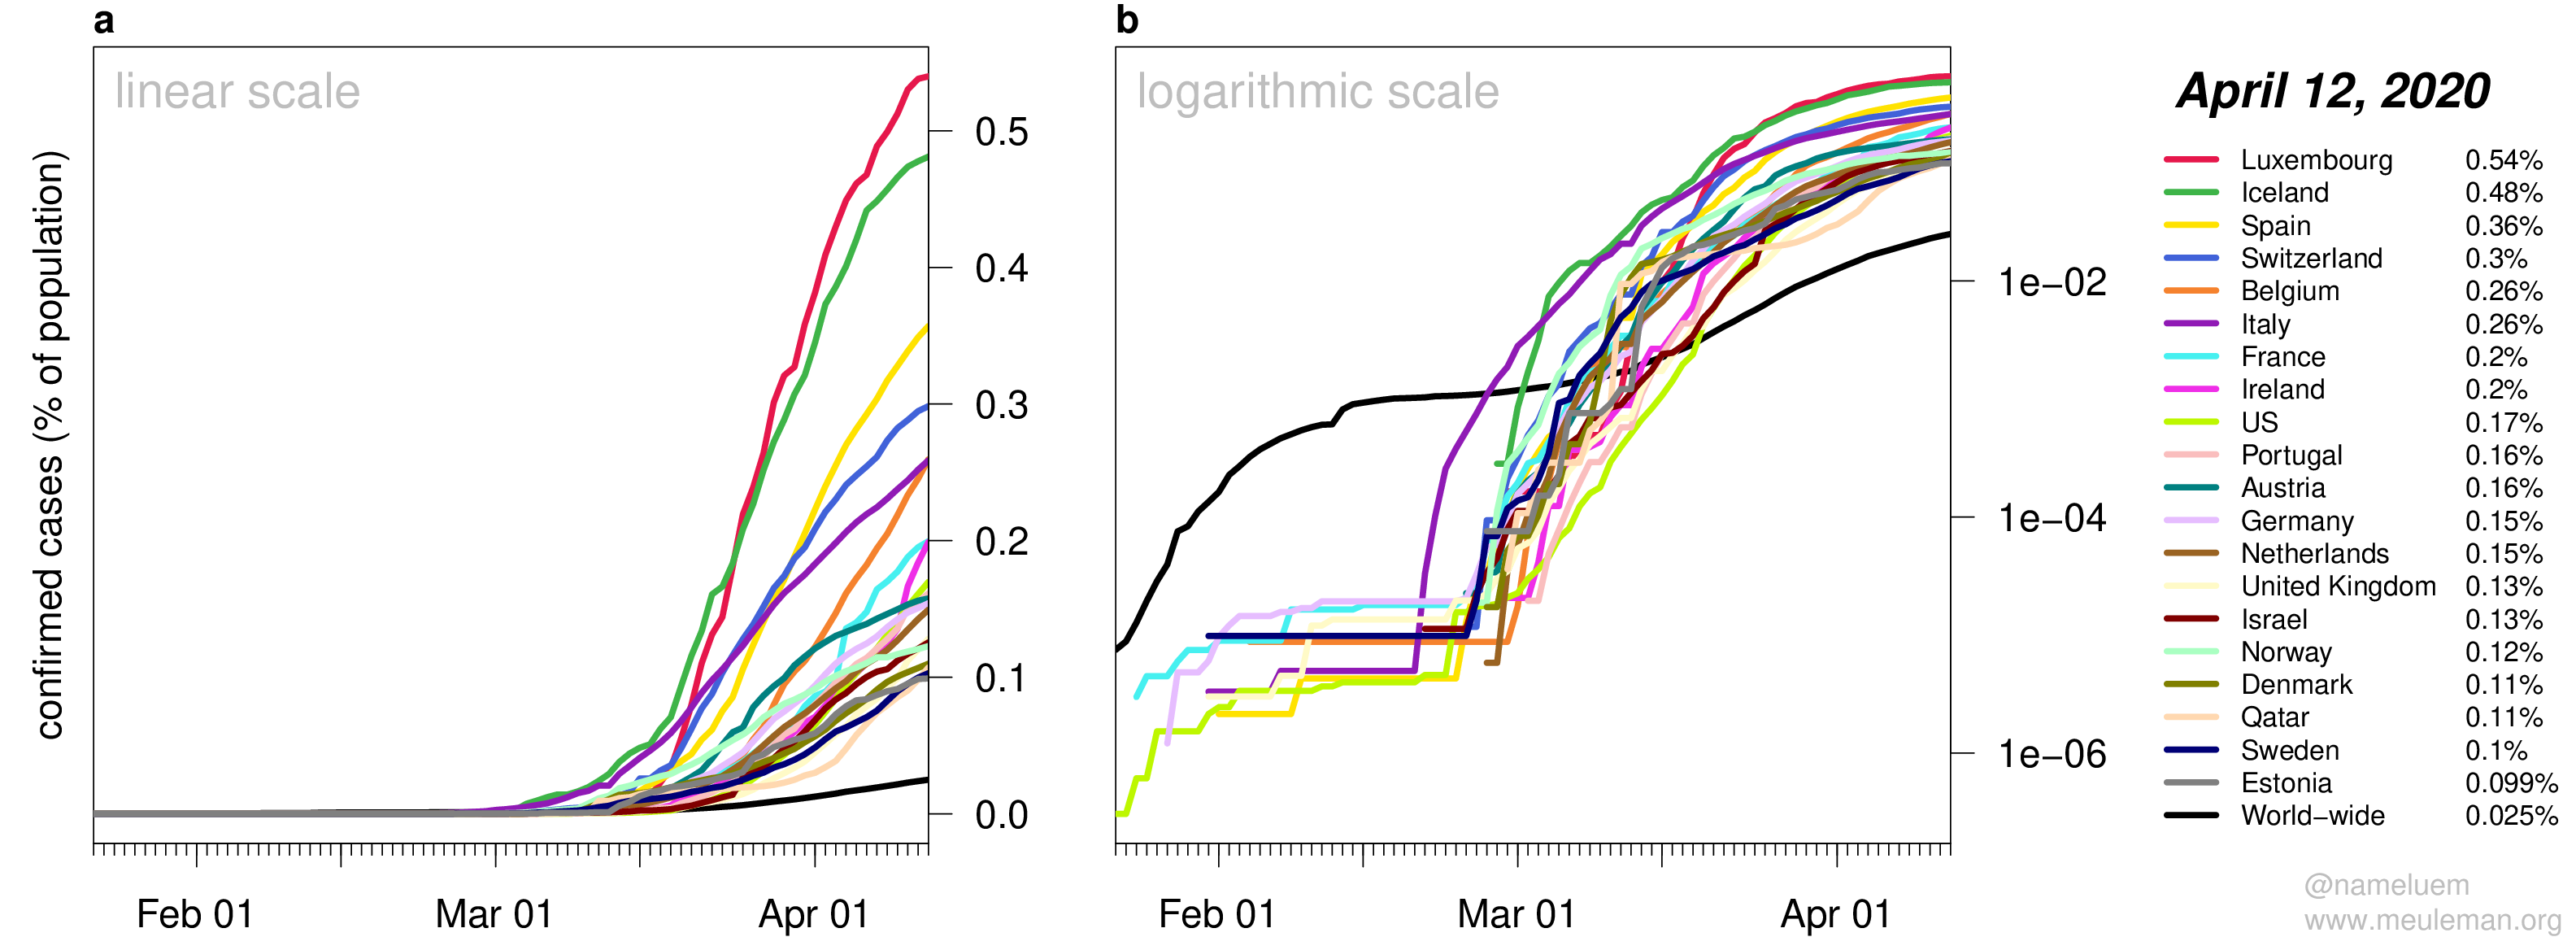 a
linear scale
confirmed cases (% of population)
0.5
0.4
0.3
0.2
0.1
0.0
Feb 01 Mar 01 Apr 01
b
logarithmic scale
1e−02
1e−04
1e−06
Feb 01 Mar 01 Apr 01
April 12, 2020
Luxembourg 0.54%
Iceland 0.48%
Spain 0.36%
Switzerland 0.3%
Belgium 0.26%
Italy 0.26%
France 0.2%
Ireland 0.2%
US 0.17%
Portugal 0.16%
Austria 0.16%
Germany 0.15%
Netherlands 0.15%
United Kingdom 0.13%
Israel 0.13%
Norway 0.12%
Denmark 0.11%
Qatar 0.11%
Sweden 0.1%
Estonia 0.099%
World−wide 0.025%
@nameluem
www.meuleman.org